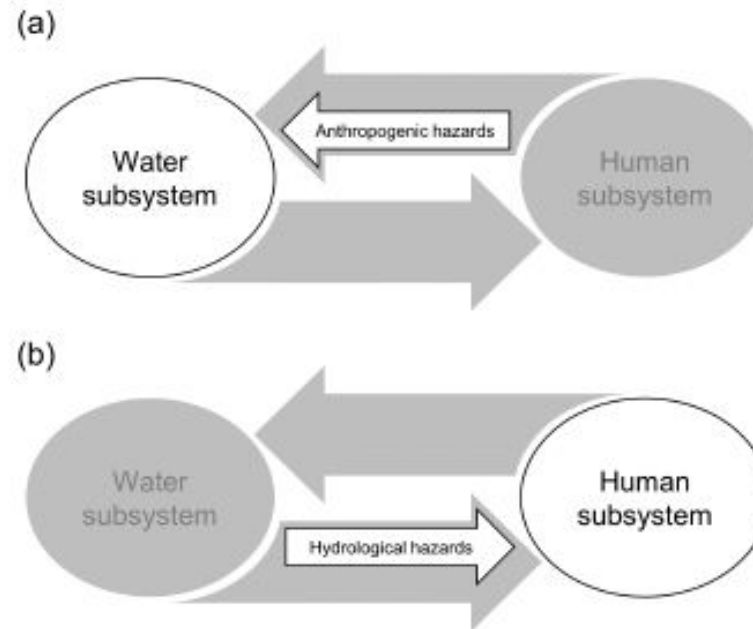 (a)
Anthropogenic hazards
Water
subsystem
Human
subsystem
(b)
Water
subsystem
Human
subsystem
Hydrological hazards